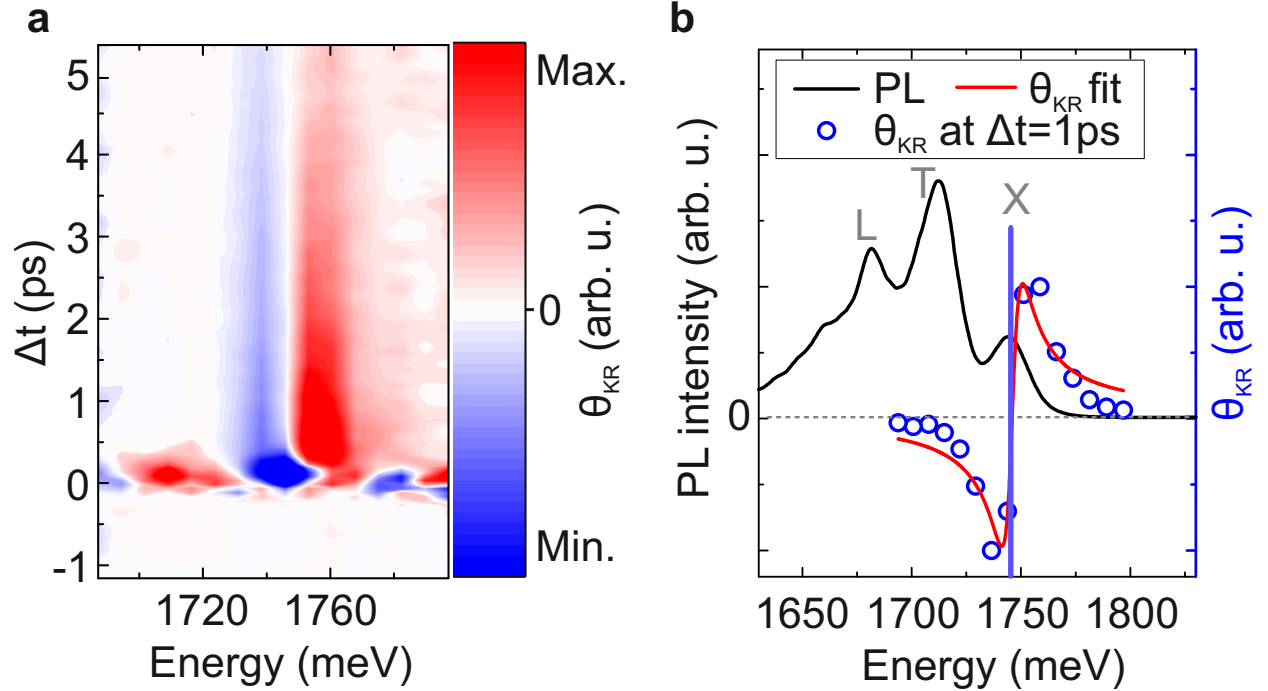 a
Δt (ps)
5
4
3
2
1
0
-1
1720 1760
Energy (meV)
Max.
0
Min.
θKR (arb. u.)
b
PL θKR fit
θKR at Δt=1ps
L T X
PL intensity (arb. u.)
0
θKR (arb. u.)
1650 1700 1750 1800
Energy (meV)